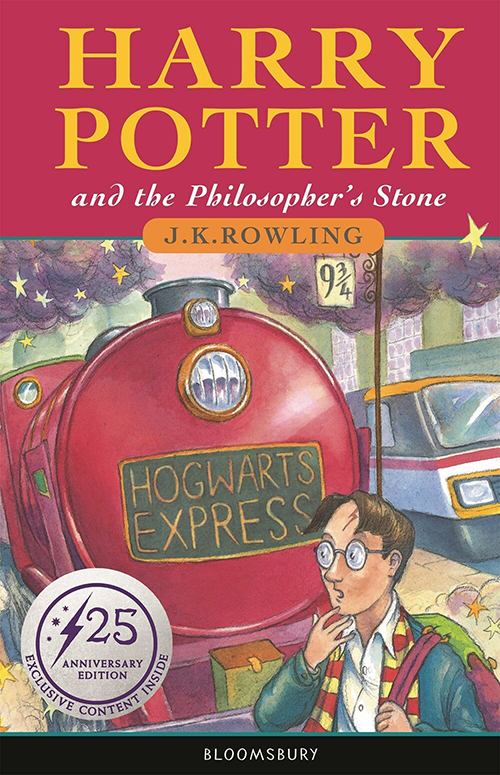 HARRY
POTTER
and the Philosopher's Stone
J.K.ROWLING
9¾
HOGWARTS
EXPRESS
25
ANNIVERSARY
EDITION
EXCLUSIVE CONTENT INSIDE
BLOOMSBURY